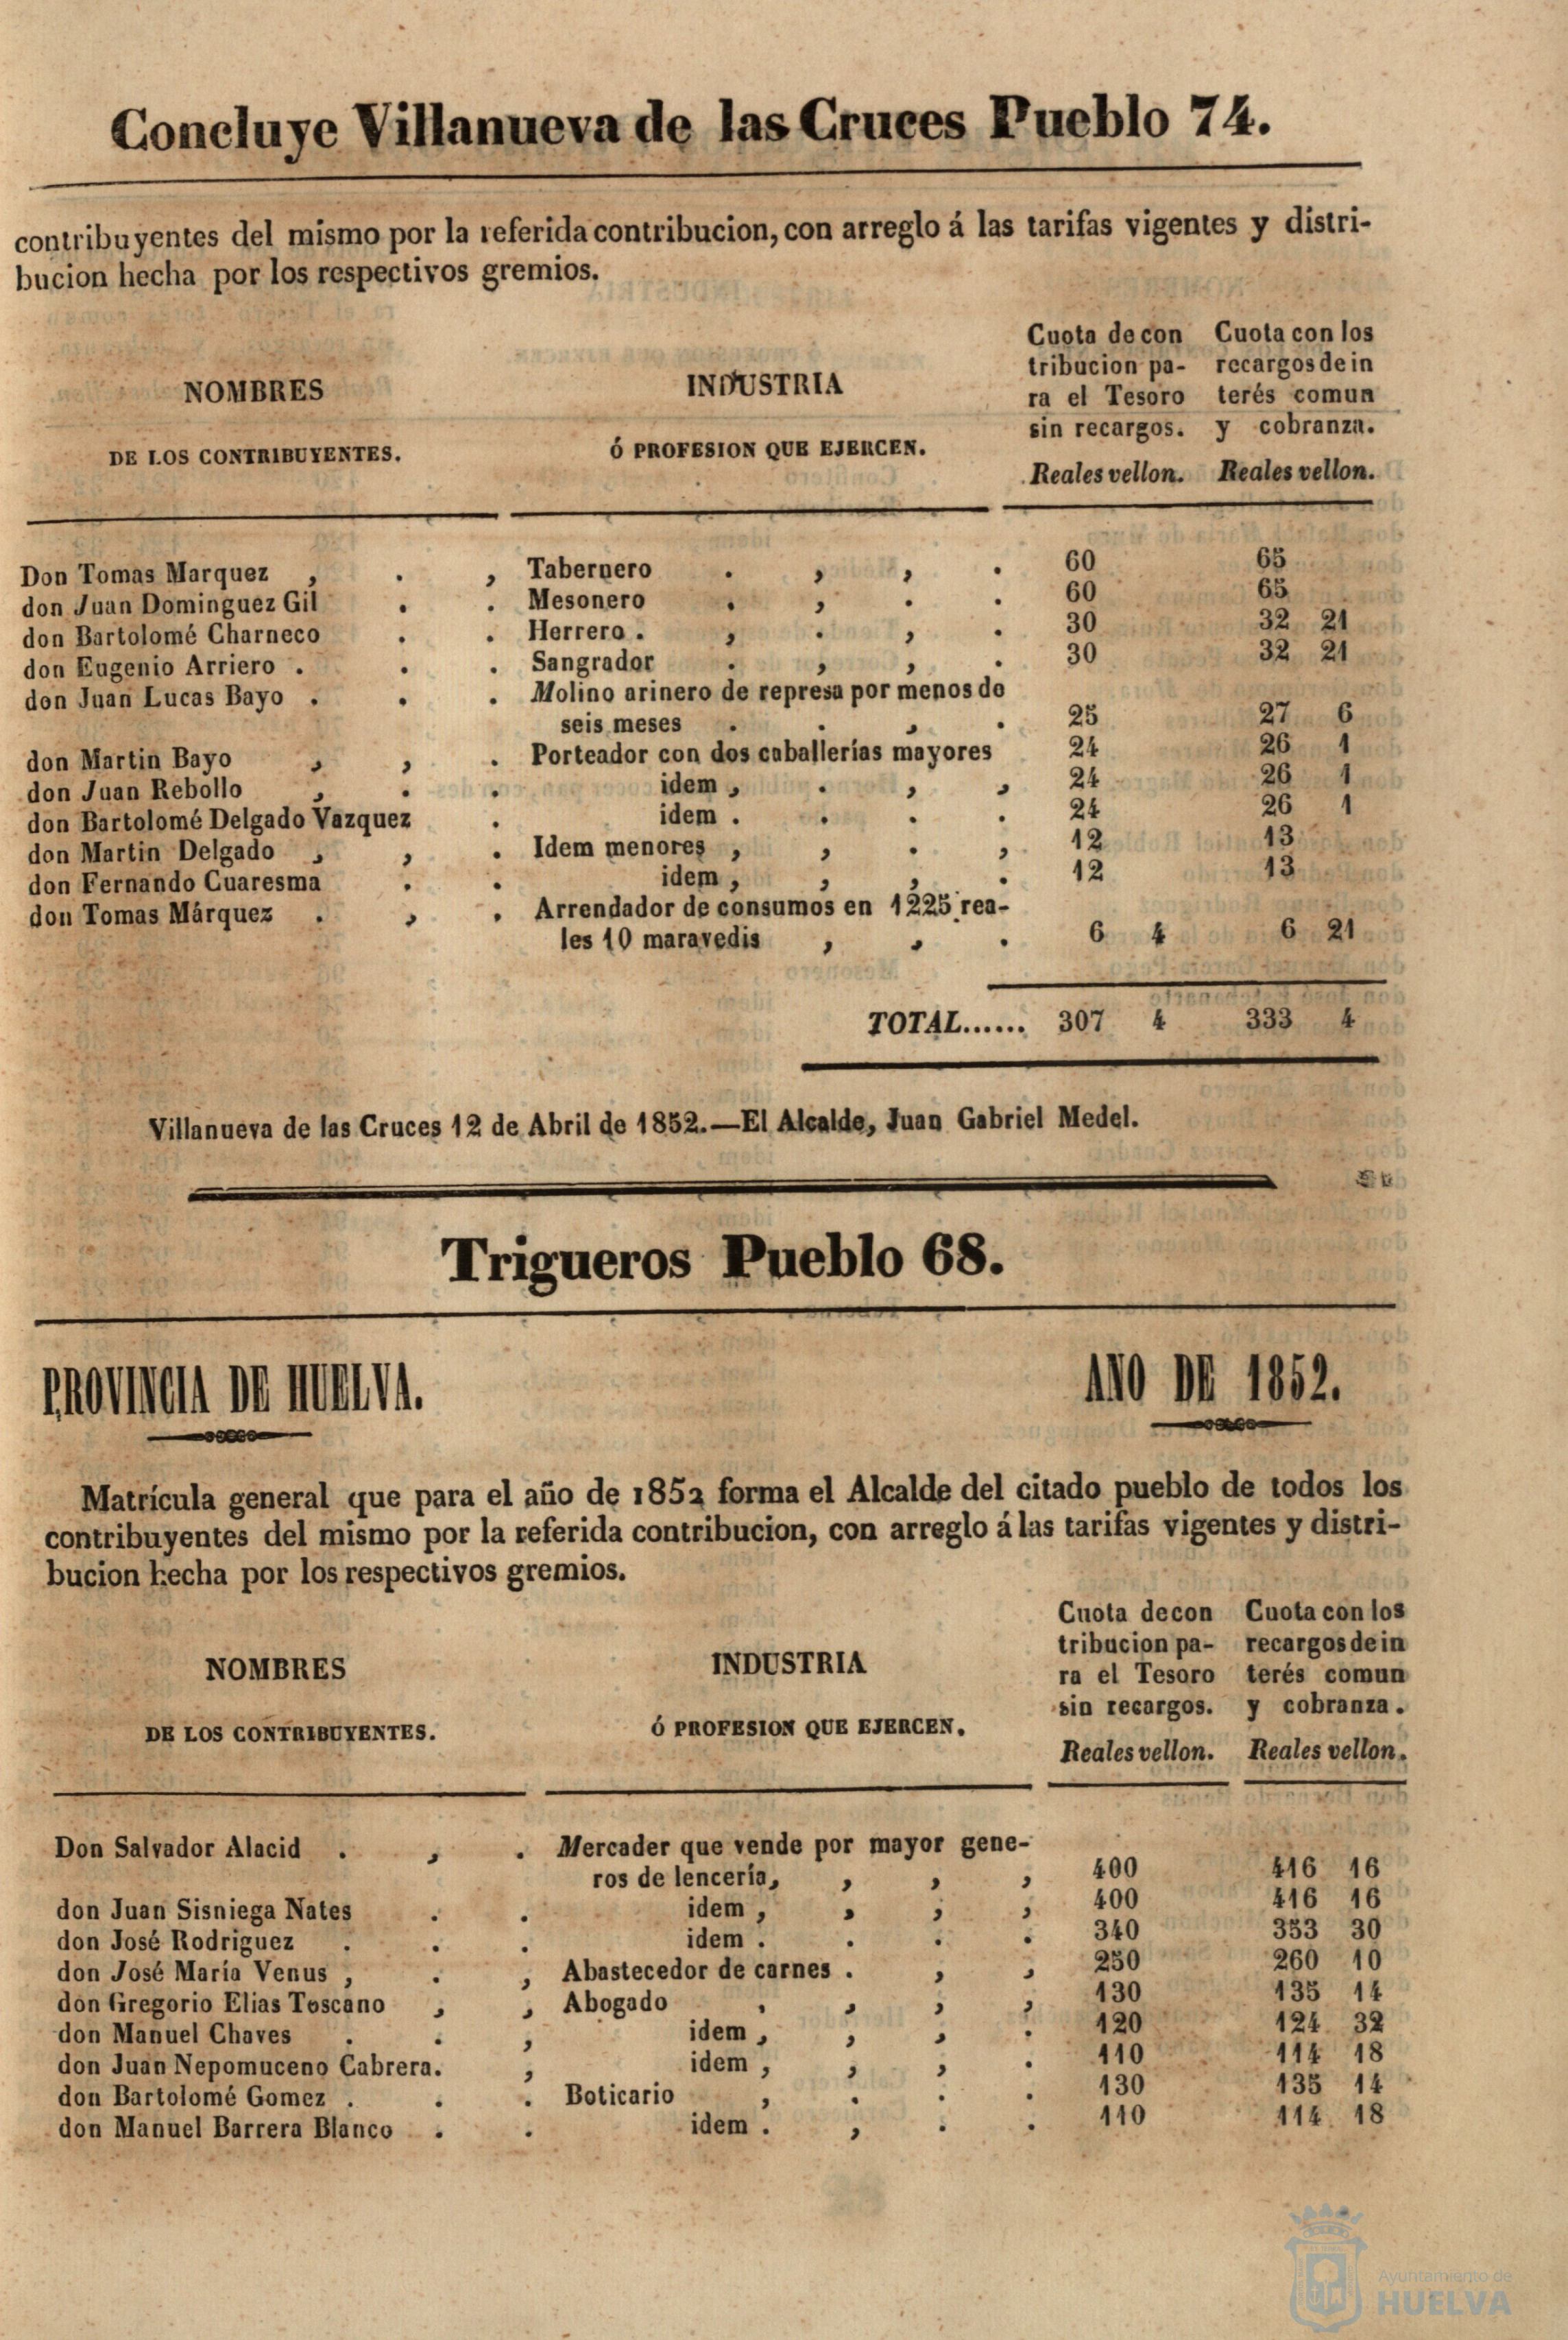 Concluye Villanueva de las Cruces Pueblo 74.
contribuyentes del mismo por la referida contribucion, con arreglo á las tarifas vigentes y distri-
bucion hecha por los respectivos gremios.
NOMBRES
DE LOS CONTRIBUYENTES.
INDUSTRIA
Ó PROFESION QUE EJERCEN.
Cuota de con
tribucion pa-
ra el Tesoro
sin recargos.
Reales vellon.
Cuota con los
recargos de in
terés comun
y cobranza.
Reales vellon.
Don Tomas Marquez , . , Tabernero . , , . 60 65
don Juan Dominguez Gil . . Mesonero . , . . 60 65
don Bartolomé Charneco . . Herrero . , . , . 30 32 21
don Eugenio Arriero . . . Sangrador . , , . 30 32 21
don Juan Lucas Bayo . . . Molino arinero de represa por menos de
seis meses . . , . 25 27 6
don Martin Bayo , , . Porteador con dos caballerías mayores 24 26 1
don Juan Rebollo , . . idem , . , , 24 26 1
don Bartolomé Delgado Vazquez . idem . . . . 24 26 1
don Martin Delgado , , . Idem menores , , . , 12 13
don Fernando Cuaresma . . idem , , , . 12 13
don Tomas Márquez . , , Arrendador de consumos en 1225 rea-
les 10 maravedis , , . 6 4 6 21
TOTAL...... 307 4 333 4
Villanueva de las Cruces 12 de Abril de 1852.—El Alcalde, Juan Gabriel Medel.
Trigueros Pueblo 68.
PROVINCIA DE HUELVA.
AÑO DE 1852.
Matrícula general que para el año de 1852 forma el Alcalde del citado pueblo de todos los
contribuyentes del mismo por la referida contribucion, con arreglo á las tarifas vigentes y distri-
bucion hecha por los respectivos gremios.
NOMBRES
DE LOS CONTRIBUYENTES.
INDUSTRIA
Ó PROFESION QUE EJERCEN.
Cuota de con
tribucion pa-
ra el Tesoro
sin recargos.
Reales vellon.
Cuota con los
recargos de in
terés comun
y cobranza.
Reales vellon.
Don Salvador Alacid . , . Mercader que vende por mayor gene-
ros de lencería, , , , 400 416 16
don Juan Sisniega Nates . . idem , , , , 400 416 16
don José Rodriguez . . . idem . . . . 340 353 30
don José María Venus , . , Abastecedor de carnes . , , 250 260 10
don Gregorio Elias Toscano , , Abogado , , , , 130 135 14
don Manuel Chaves . . , idem , , , . 120 124 32
don Juan Nepomuceno Cabrera. , idem , , , . 110 114 18
don Bartolomé Gomez . . . Boticario , . . . 130 135 14
don Manuel Barrera Blanco . . idem . , . . 110 114 18
Ayuntamiento de
HUELVA